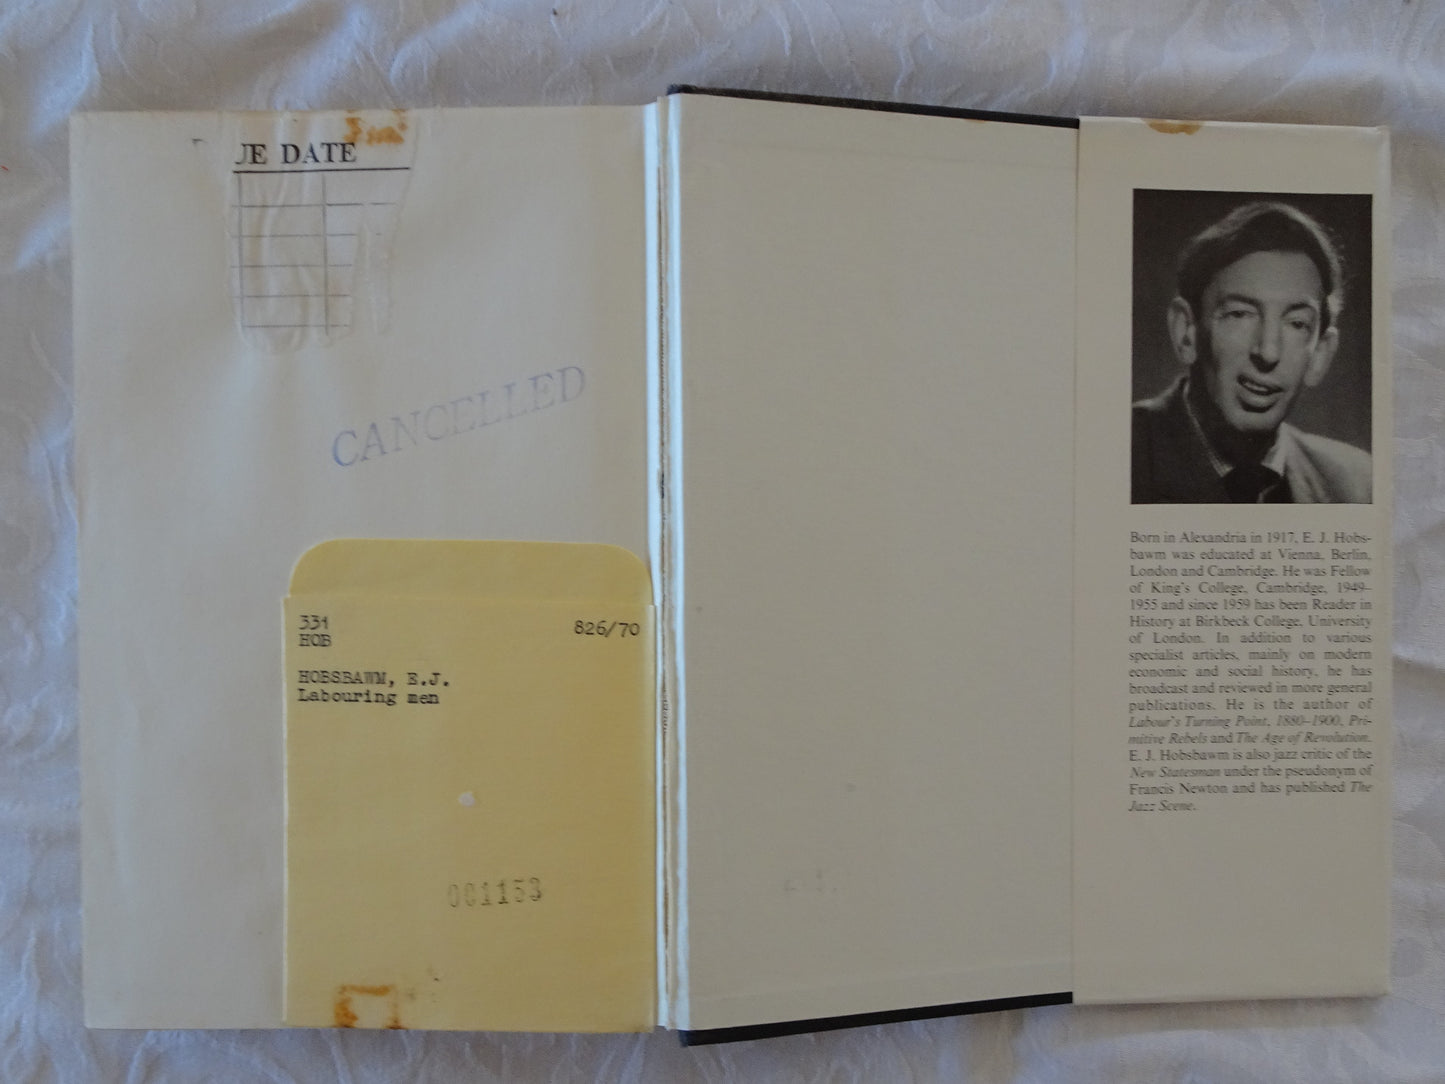 UE DATE
CANCELLED
331 826/70
HOB
HOBSBAWM, E.J.
Labouring men
001153
Born in Alexandria in 1917, E. J. Hobs-
bawm was educated at Vienna, Berlin,
London and Cambridge. He was Fellow
of King's College, Cambridge, 1949–
1955 and since 1959 has been Reader in
History at Birkbeck College, University
of London. In addition to various
specialist articles, mainly on modern
economic and social history, he has
broadcast and reviewed in more general
publications. He is the author of
Labour's Turning Point, 1880–1900, Pri-
mitive Rebels and The Age of Revolution.
E. J. Hobsbawm is also jazz critic of the
New Statesman under the pseudonym of
Francis Newton and has published The
Jazz Scene.